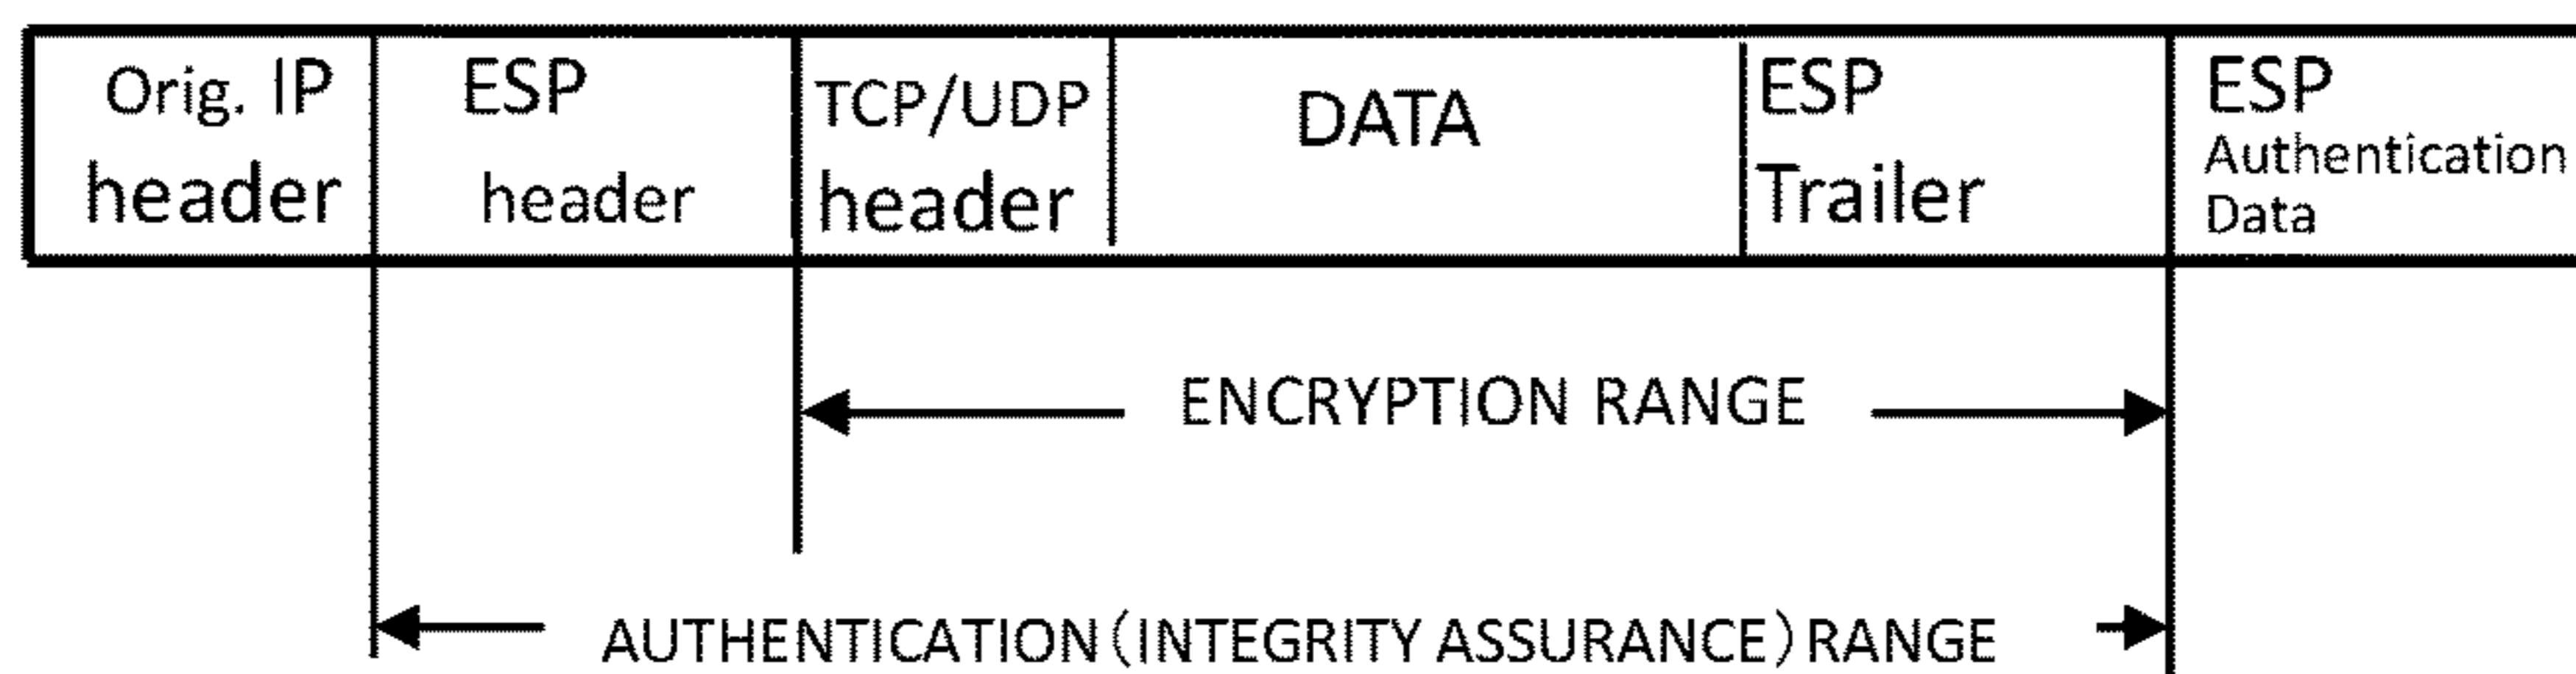 Orig. IP
header
ESP
header
TCP/UDP
header
DATA
ESP
Trailer
ESP
Authentication
Data
ENCRYPTION RANGE
AUTHENTICATION(INTEGRITY ASSURANCE)RANGE